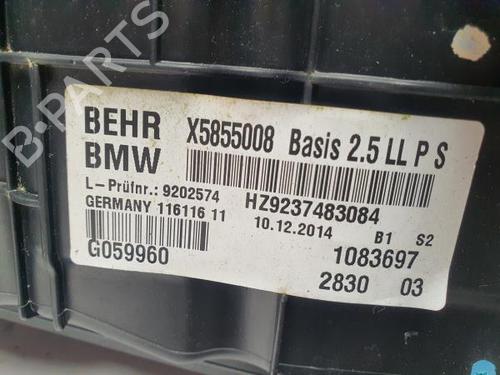 B-PARTS
BEHR X5855008 Basis 2.5 LL P S
BMW
L-Prüfnr.: 9202574 HZ9237483084
GERMANY 116116 11 10.12.2014 B1 S2
G059960 1083697
2830 03